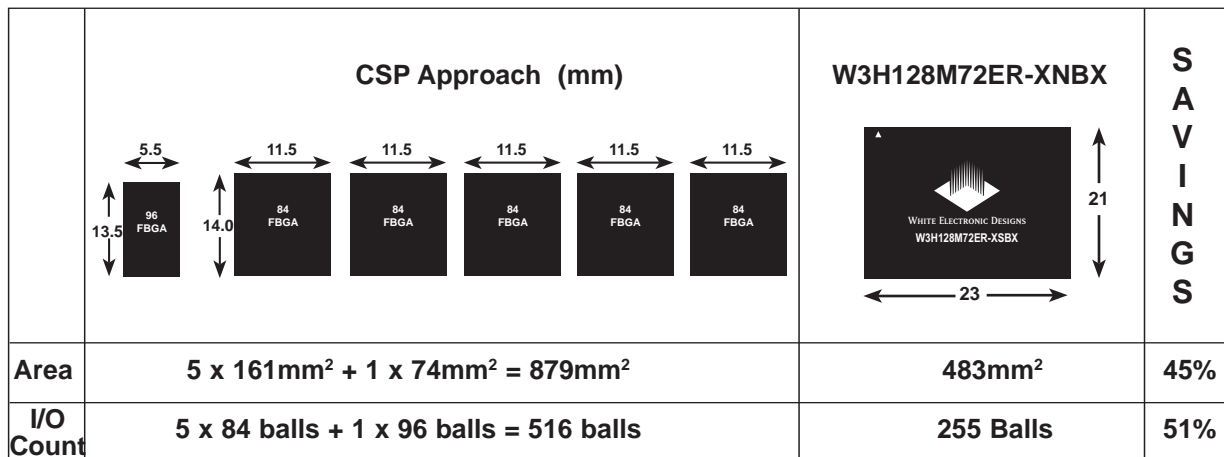 CSP Approach (mm)
W3H128M72ER-XNBX
SAVINGS
5.5
11.5
11.5
11.5
11.5
11.5
13.5
96
FBGA
14.0
84
FBGA
84
FBGA
84
FBGA
84
FBGA
84
FBGA
WHITE ELECTRONIC DESIGNS
W3H128M72ER-XSBX
21
23
Area
5 x 161mm² + 1 x 74mm² = 879mm²
483mm²
45%
I/O
Count
5 x 84 balls + 1 x 96 balls = 516 balls
255 Balls
51%